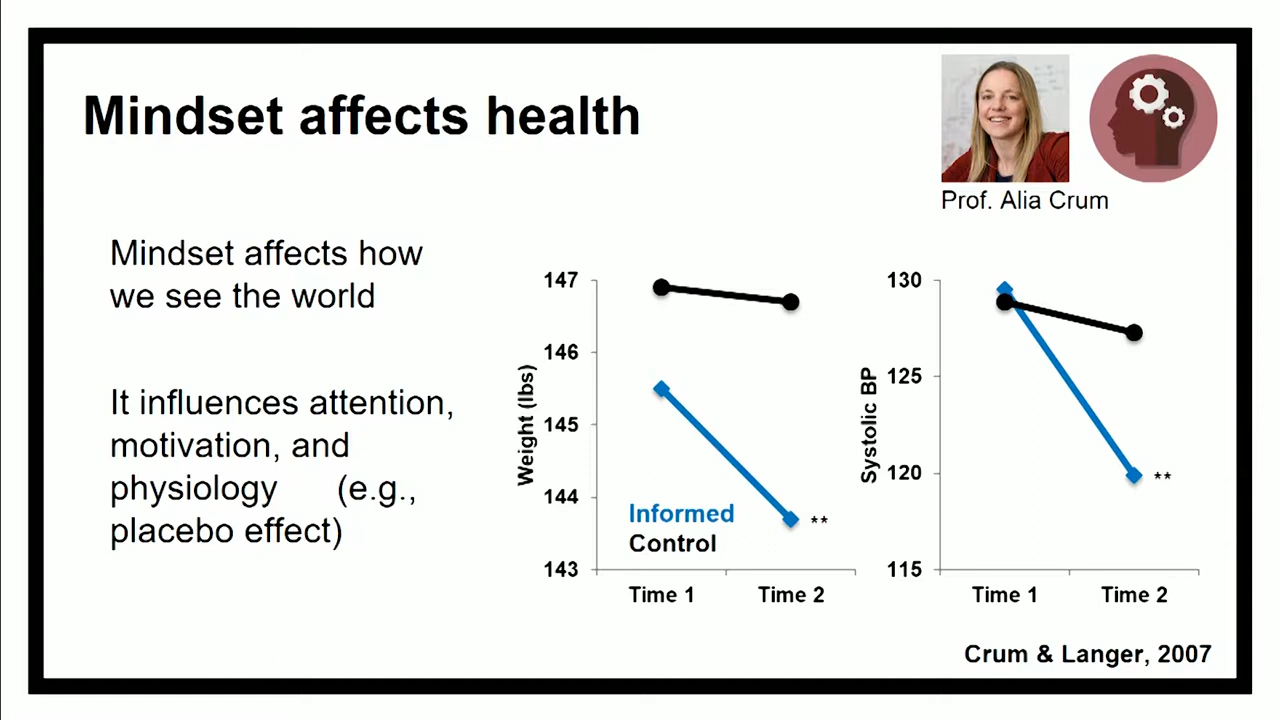 Mindset affects health
Prof. Alia Crum
Mindset affects how
we see the world
It influences attention,
motivation, and
physiology (e.g.,
placebo effect)
147
146
145
144
143
Weight (lbs)
Informed
Control
**
Time 1 Time 2
130
125
120
115
Systolic BP
**
Time 1 Time 2
Crum & Langer, 2007